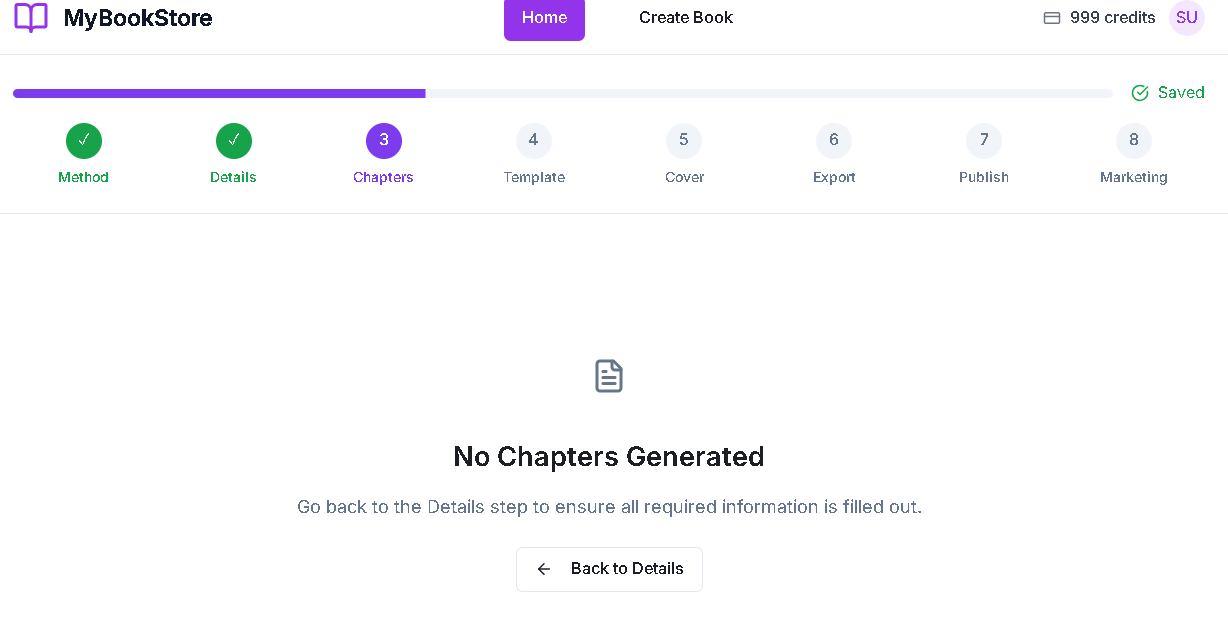 MyBookStore
Home
Create Book
999 credits
SU
Saved
✓
✓
3
4
5
6
7
8
Method
Details
Chapters
Template
Cover
Export
Publish
Marketing
No Chapters Generated
Go back to the Details step to ensure all required information is filled out.
← Back to Details